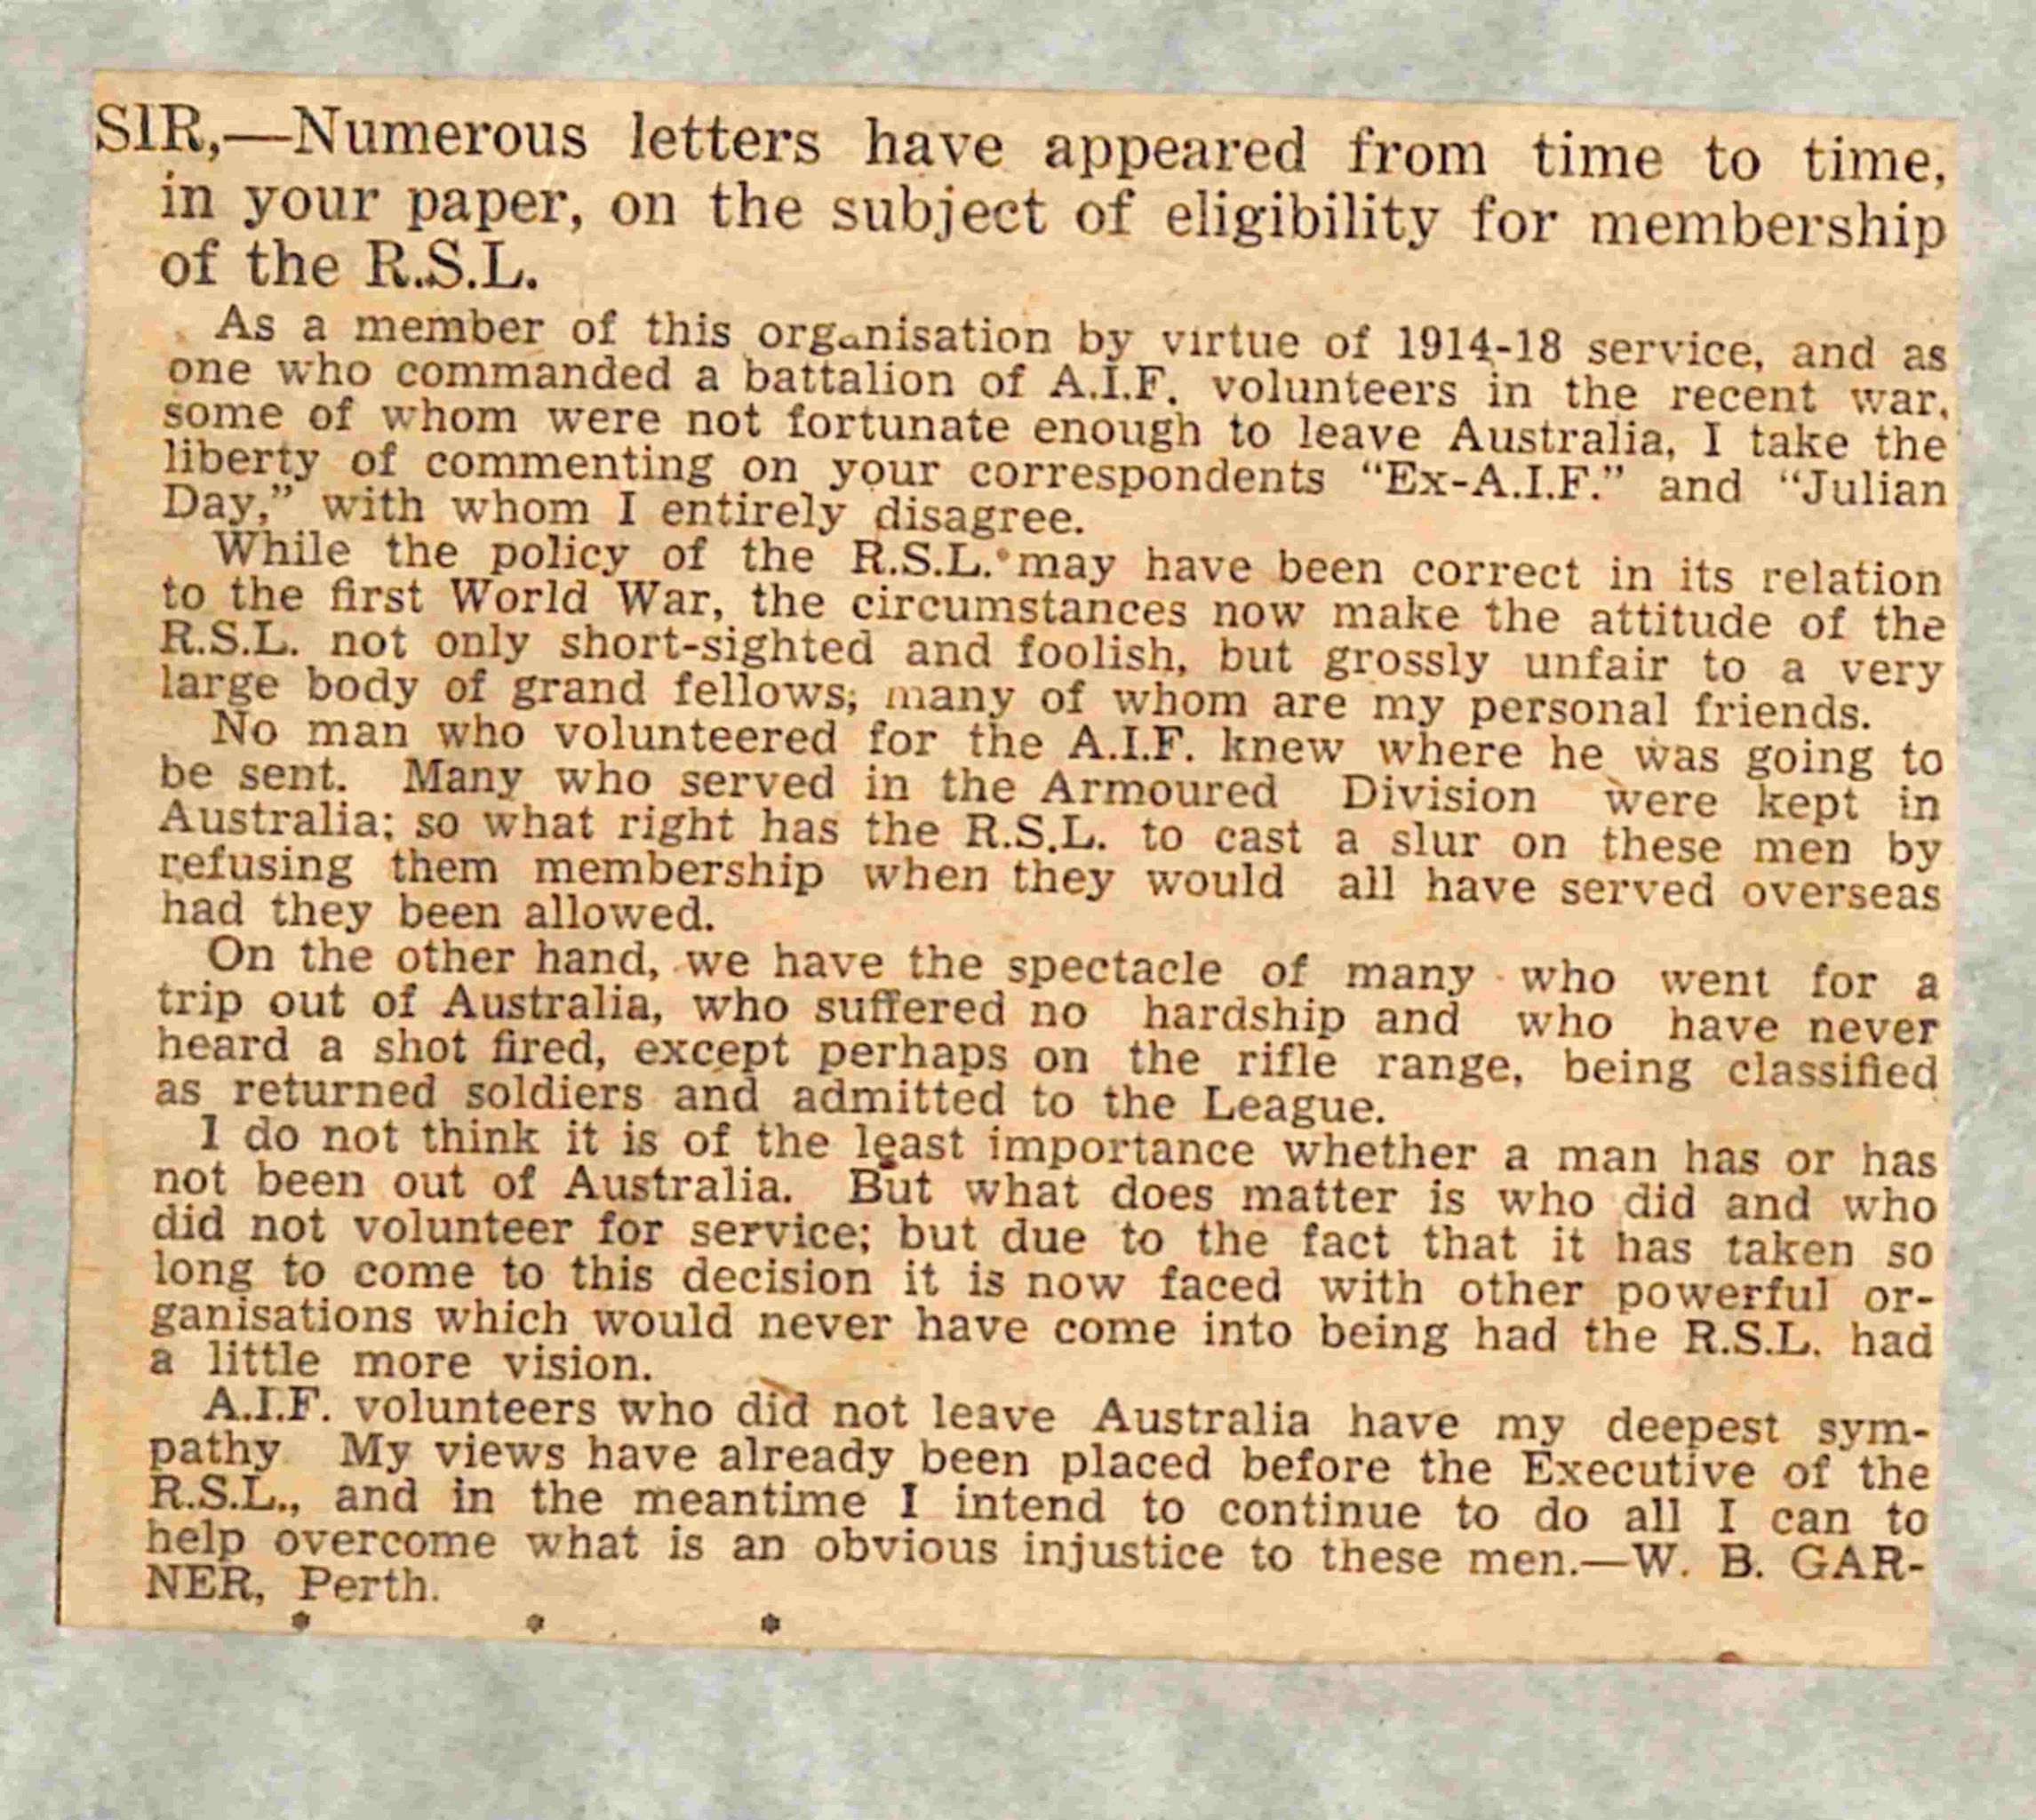 SIR,—Numerous letters have appeared from time to time,
in your paper, on the subject of eligibility for membership
of the R.S.L.
As a member of this organisation by virtue of 1914-18 service, and as
one who commanded a battalion of A.I.F. volunteers in the recent war,
some of whom were not fortunate enough to leave Australia, I take the
liberty of commenting on your correspondents “Ex-A.I.F.” and “Julian
Day,” with whom I entirely disagree.
While the policy of the R.S.L. may have been correct in its relation
to the first World War, the circumstances now make the attitude of the
R.S.L. not only short-sighted and foolish, but grossly unfair to a very
large body of grand fellows; many of whom are my personal friends.
No man who volunteered for the A.I.F. knew where he was going to
be sent. Many who served in the Armoured Division were kept in
Australia; so what right has the R.S.L. to cast a slur on these men by
refusing them membership when they would all have served overseas
had they been allowed.
On the other hand, we have the spectacle of many who went for a
trip out of Australia, who suffered no hardship and who have never
heard a shot fired, except perhaps on the rifle range, being classified
as returned soldiers and admitted to the League.
I do not think it is of the least importance whether a man has or has
not been out of Australia. But what does matter is who did and who
did not volunteer for service; but due to the fact that it has taken so
long to come to this decision it is now faced with other powerful or-
ganisations which would never have come into being had the R.S.L. had
a little more vision.
A.I.F. volunteers who did not leave Australia have my deepest sym-
pathy My views have already been placed before the Executive of the
R.S.L., and in the meantime I intend to continue to do all I can to
help overcome what is an obvious injustice to these men.—W. B. GAR-
NER, Perth.
* * *